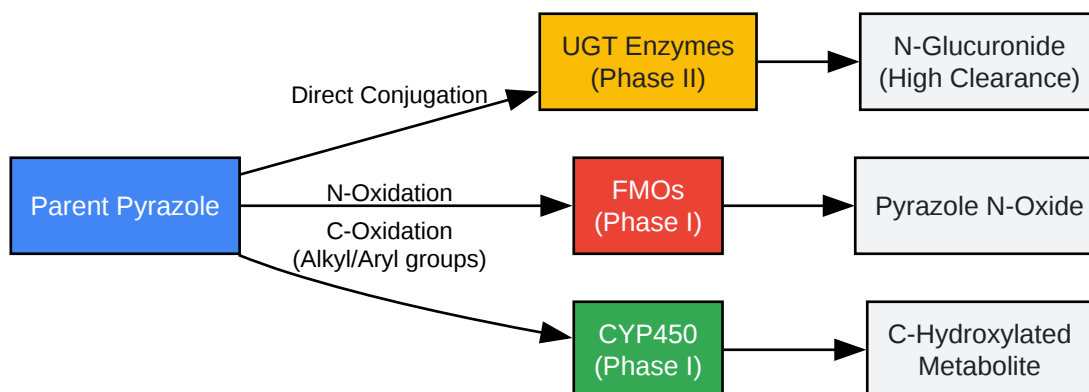 UGT Enzymes
(Phase II)
N-Glucuronide
(High Clearance)
Direct Conjugation
Parent Pyrazole
N-Oxidation
FMOs
(Phase I)
Pyrazole N-Oxide
C-Oxidation
(Alkyl/Aryl groups)
CYP450
(Phase I)
C-Hydroxylated
Metabolite